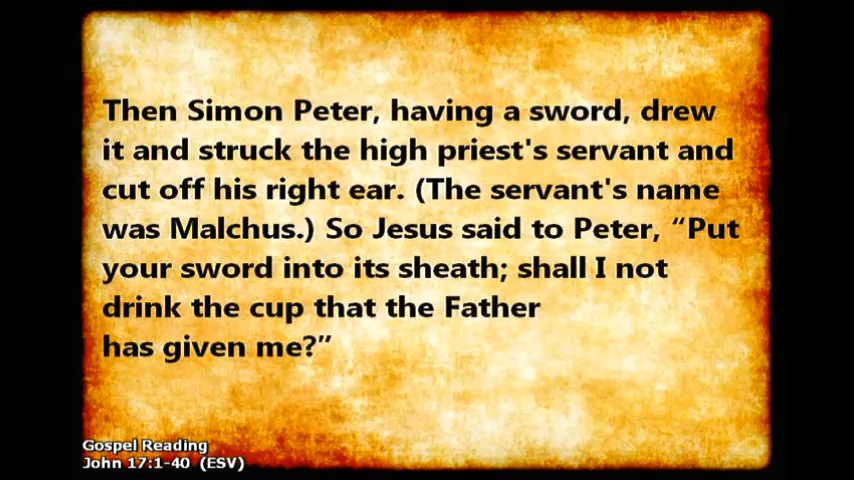 Then Simon Peter, having a sword, drew
it and struck the high priest's servant and
cut off his right ear. (The servant's name
was Malchus.) So Jesus said to Peter, “Put
your sword into its sheath; shall I not
drink the cup that the Father
has given me?”
Gospel Reading
John 17:1-40 (ESV)